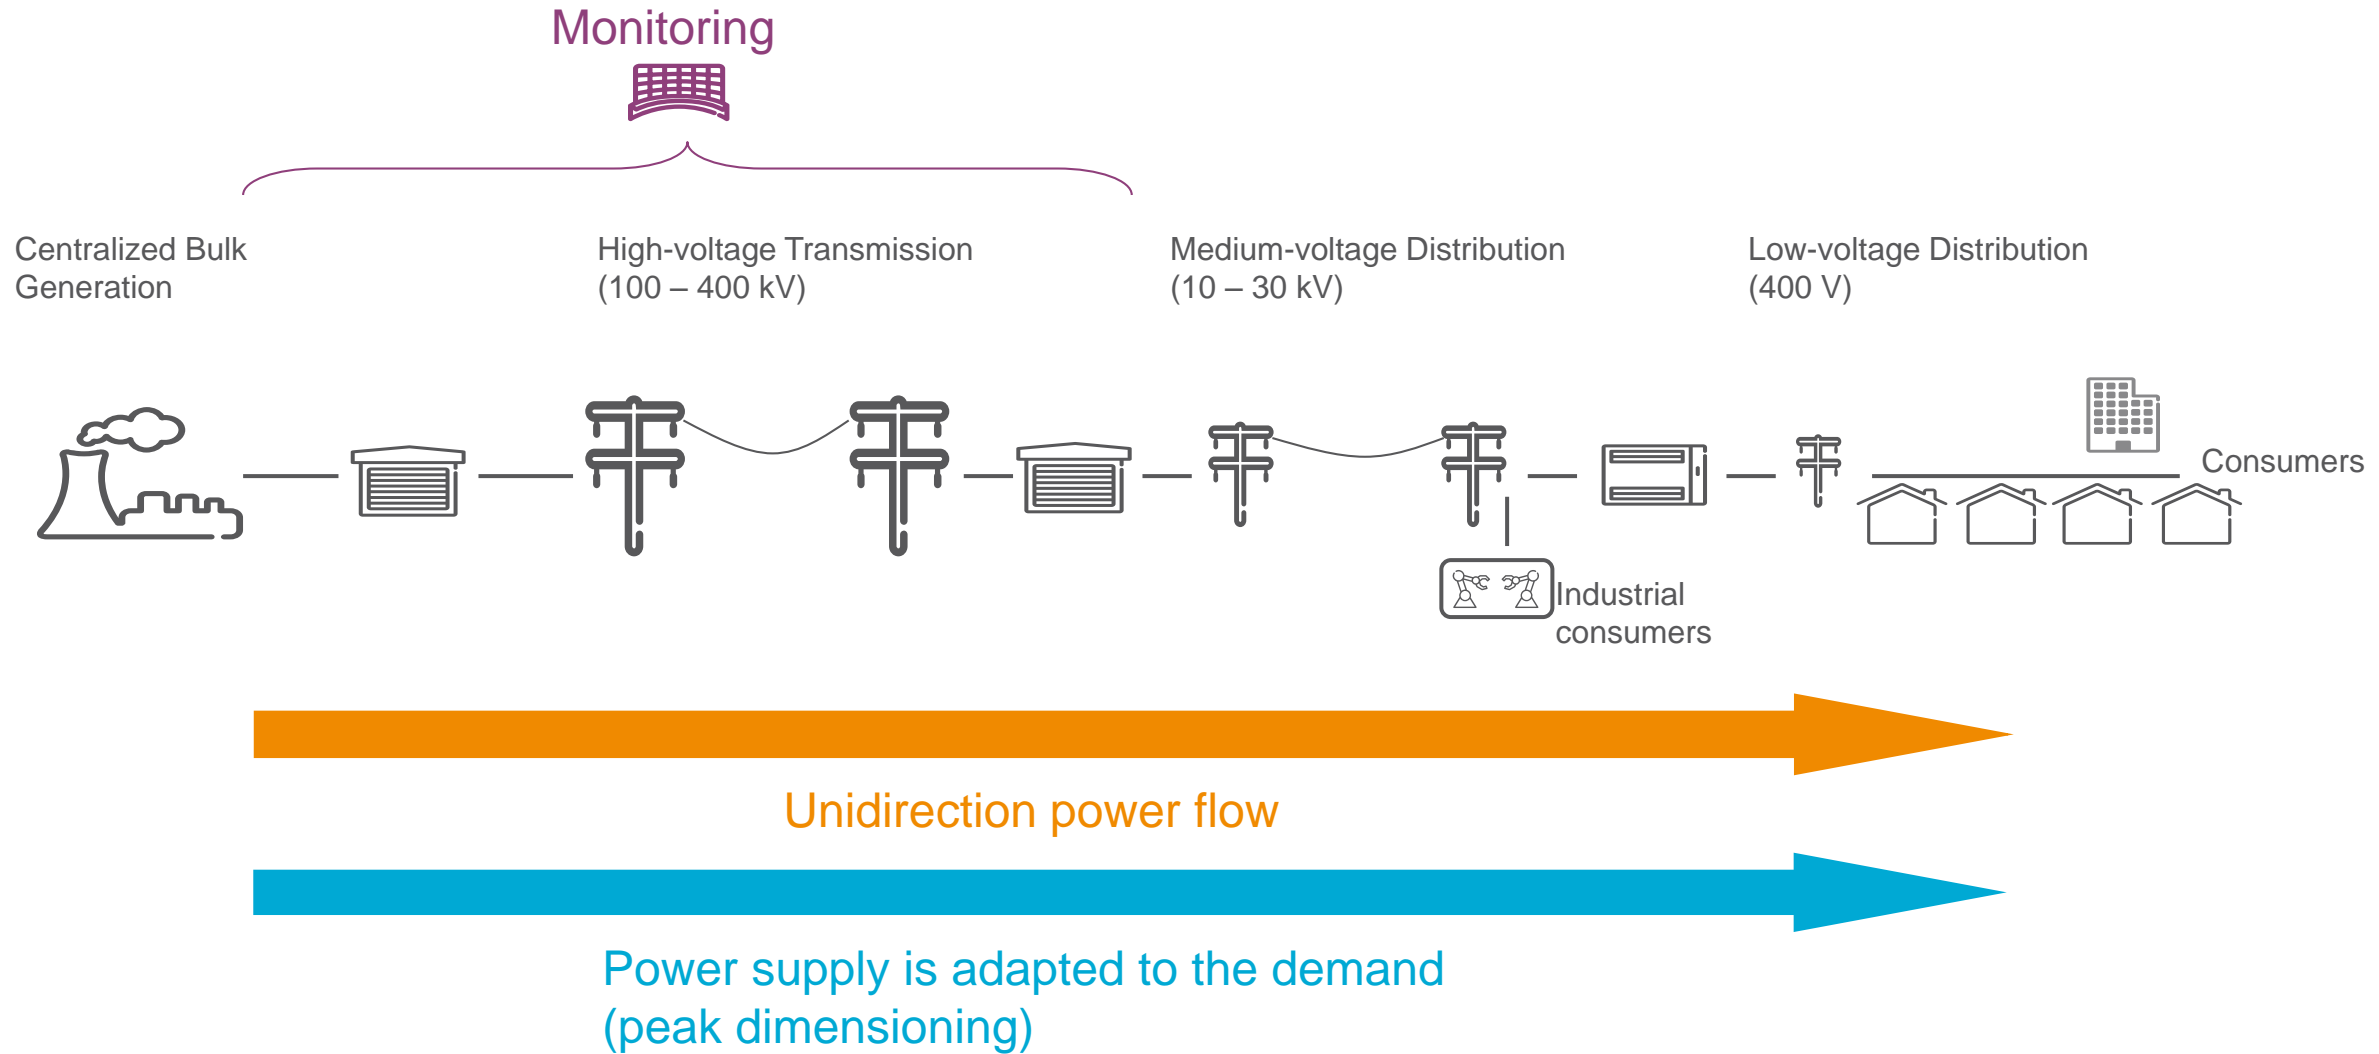 Monitoring
Centralized Bulk
Generation
High-voltage Transmission
(100 – 400 kV)
Medium-voltage Distribution
(10 – 30 kV)
Low-voltage Distribution
(400 V)
Consumers
Industrial
consumers
Unidirection power flow
Power supply is adapted to the demand
(peak dimensioning)